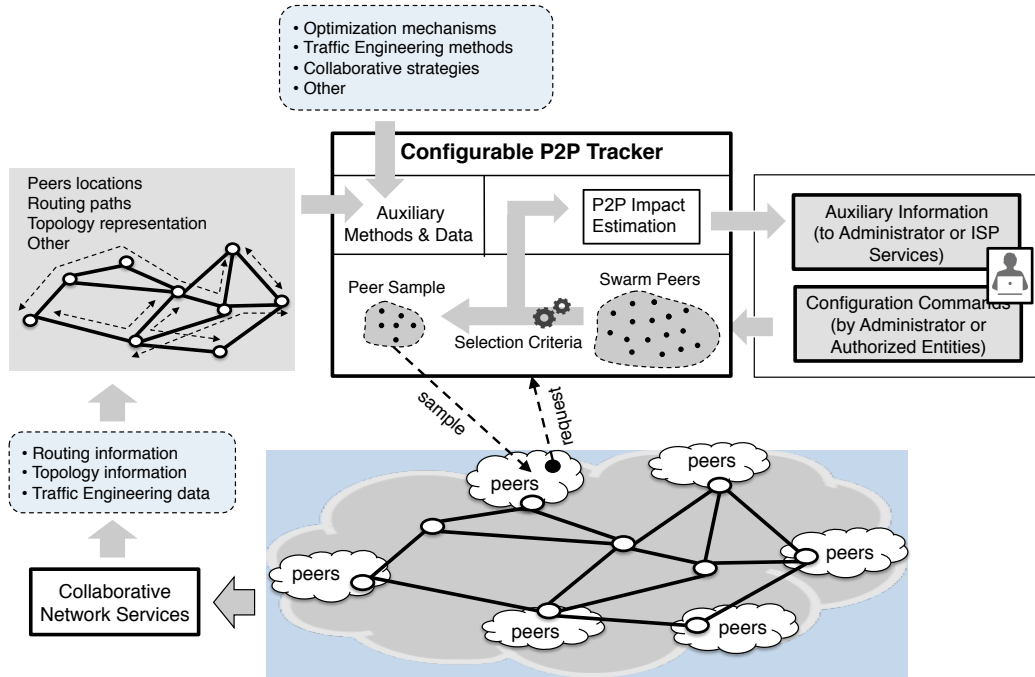 • Optimization mechanisms
• Traffic Engineering methods
• Collaborative strategies
• Other
Configurable P2P Tracker
Peers locations
Routing paths
Topology representation
Other
Auxiliary
Methods & Data
P2P Impact
Estimation
Auxiliary Information
(to Administrator or ISP
Services)
Peer Sample
Swarm Peers
Selection Criteria
Configuration Commands
(by Administrator or
Authorized Entities)
sample
request
• Routing information
• Topology information
• Traffic Engineering data
Collaborative
Network Services
peers
peers
peers
peers
peers
peers